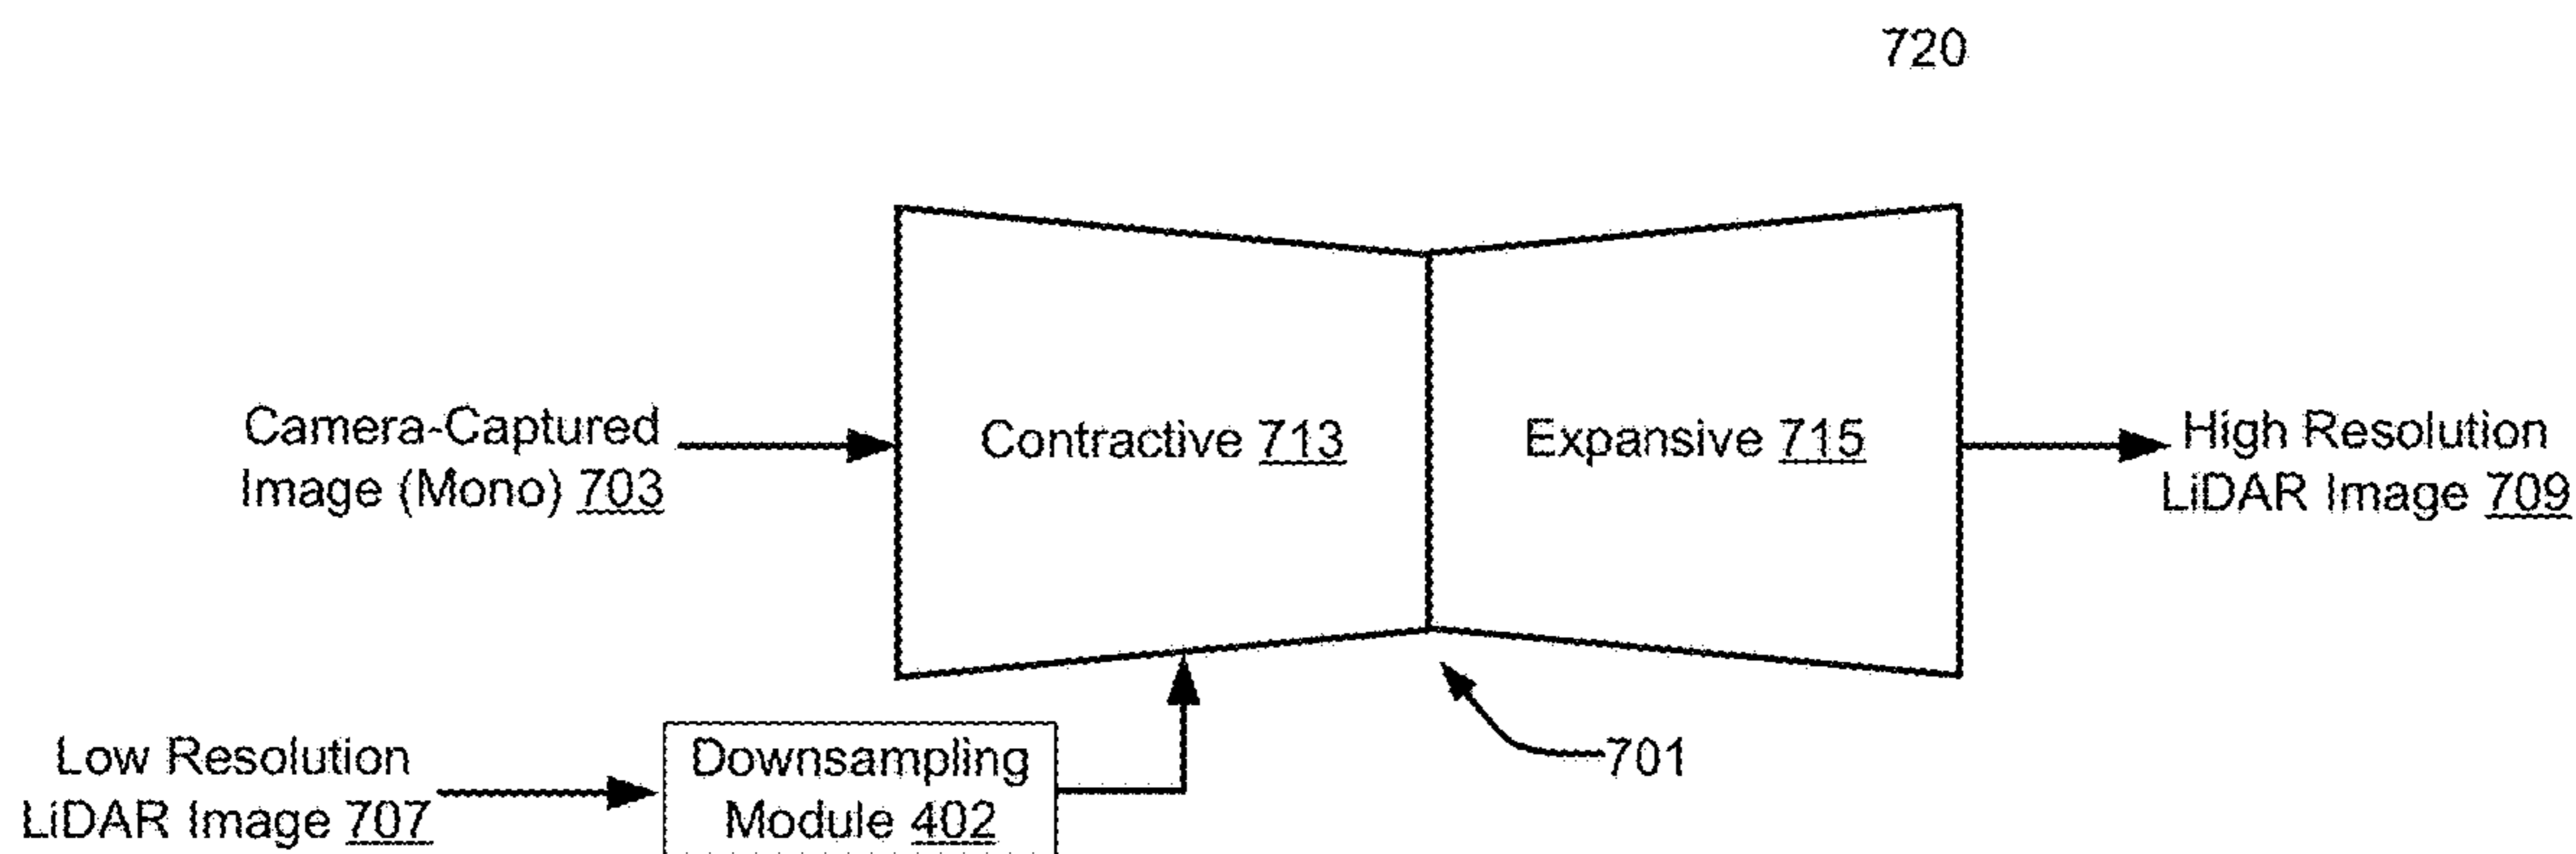 720
Camera-Captured
Image (Mono) 703
Contractive 713
Expansive 715
High Resolution
LiDAR Image 709
Low Resolution
LiDAR Image 707
Downsampling
Module 402
701